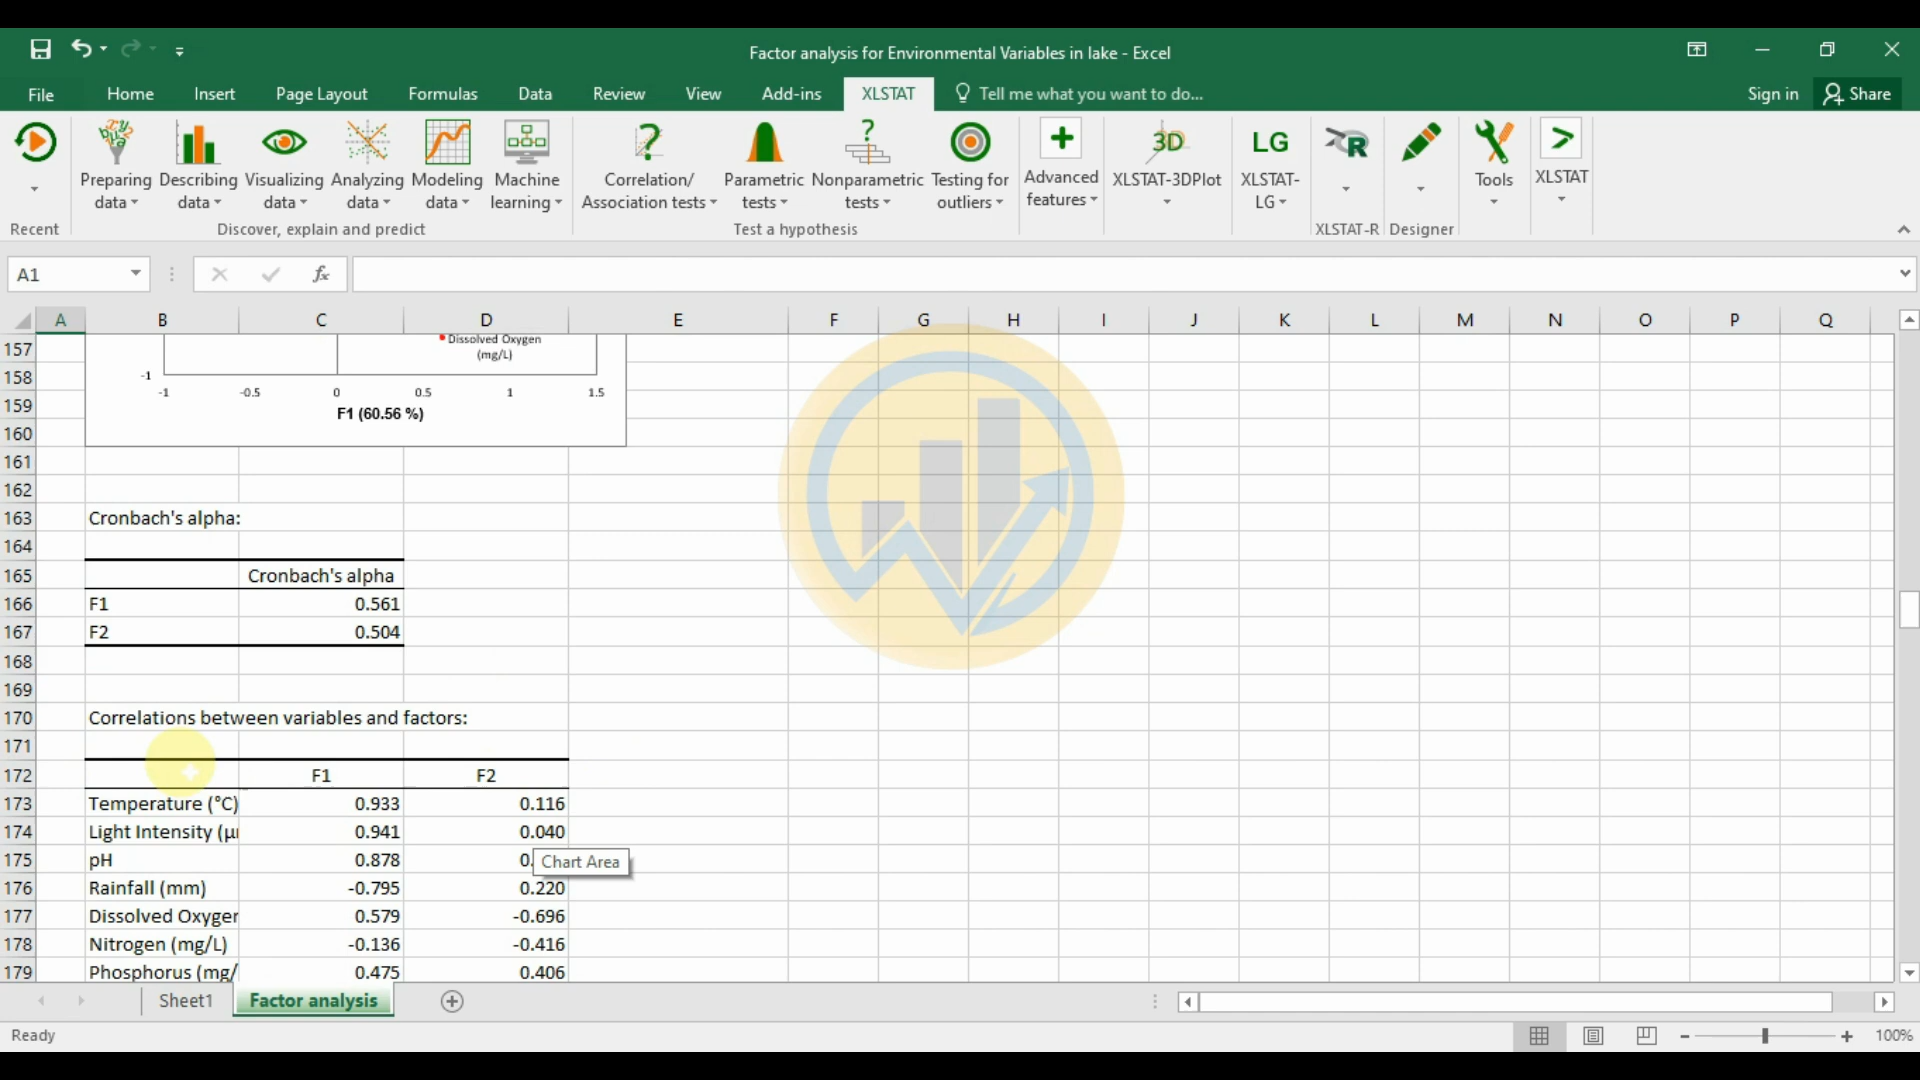 Factor analysis for Environmental Variables in lake - Excel
File Home Insert Page Layout Formulas Data Review View Add-ins XLSTAT Tell me what you want to do... Sign in Share
Preparing data Describing data Visualizing data Analyzing data Modeling data Machine learning Correlation/ Association tests Parametric tests Nonparametric tests Testing for outliers Advanced features XLSTAT-3DPlot XLSTAT-LG Tools XLSTAT
3D LG R
Recent Discover, explain and predict Test a hypothesis XLSTAT-R Designer
A1 fx
A B C D E F G H I J K L M N O P Q
157 Dissolved Oxygen
(mg/L)
158 -1
-1 -0.5 0 0.5 1 1.5
159 F1 (60.56 %)
160
161
162
163 Cronbach's alpha:
164
165 Cronbach's alpha
166 F1 0.561
167 F2 0.504
168
169
170 Correlations between variables and factors:
171
172 F1 F2
173 Temperature (°C) 0.933 0.116
174 Light Intensity 0.941 0.040
175 pH 0.878 0. Chart Area
176 Rainfall (mm) -0.795 0.220
177 Dissolved Oxyger 0.579 -0.696
178 Nitrogen (mg/L) -0.136 -0.416
179 Phosphorus (mg/ 0.475 0.406
Sheet1 Factor analysis
Ready 100%